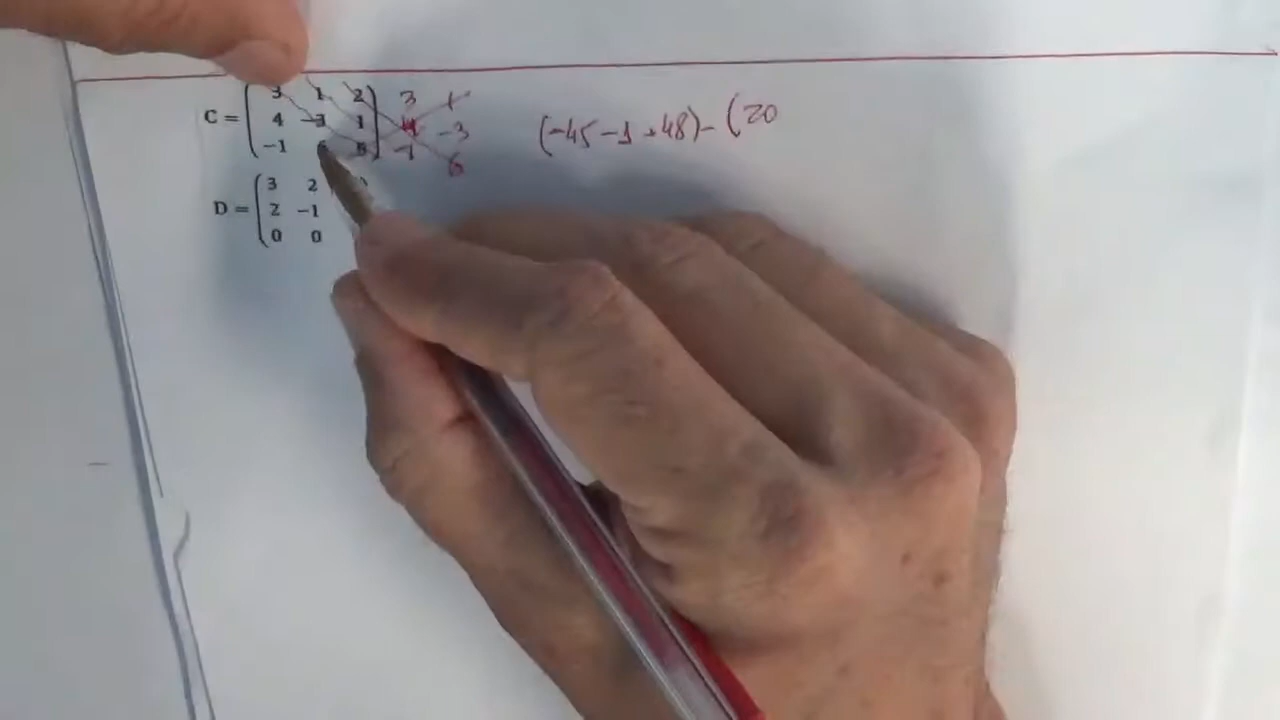 C = ( 3 1 2 ) 3 1
4 -3 1 4 -3 (-45 -1 +48) - (20
-1 6 5 -1 6
D = ( 3 2
2 -1
0 0